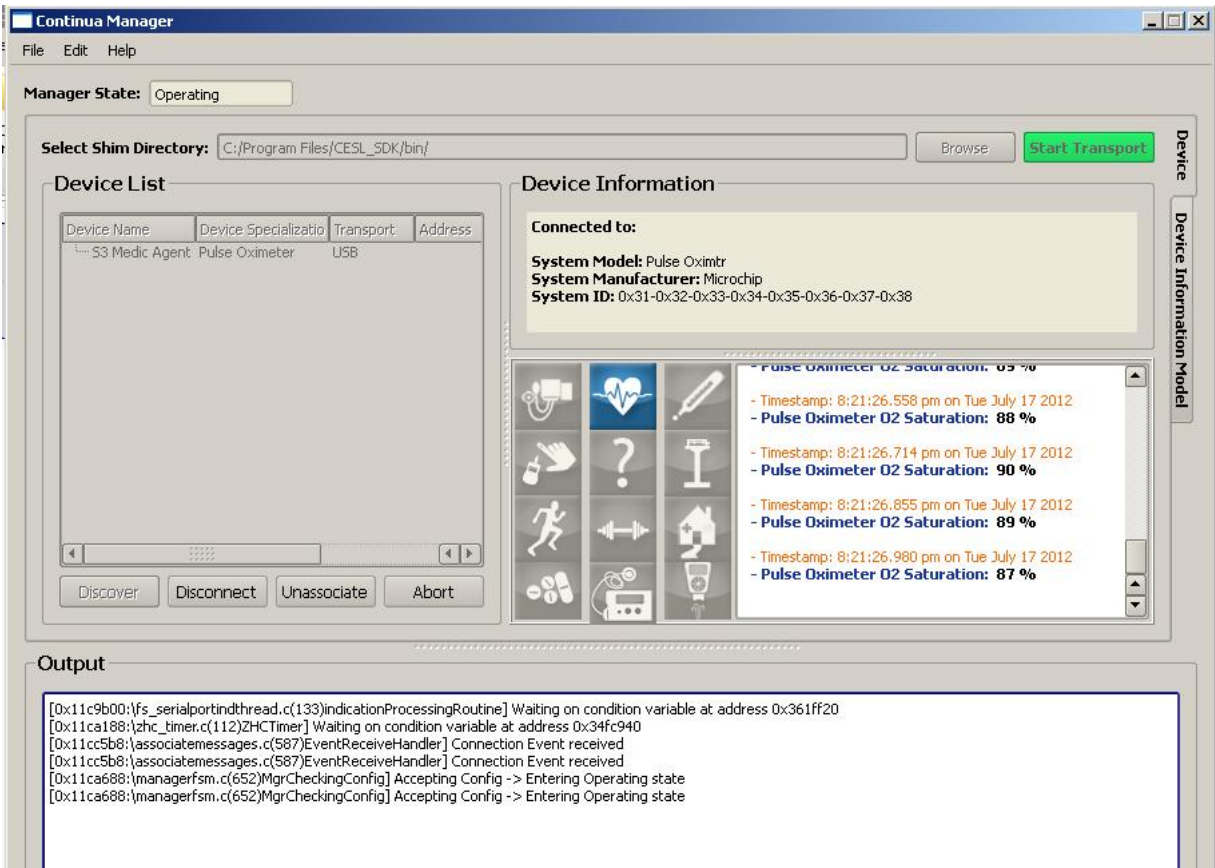 Continua Manager
File Edit Help
Manager State: Operating
Select Shim Directory: C:/Program Files/CESL_SDK/bin/ Browse Start Transport
Device
Device Information Model
Device List
Device Name Device Specializatio Transport Address
S3 Medic Agent Pulse Oximeter USB
Discover Disconnect Unassociate Abort
Device Information
Connected to:
System Model: Pulse Oximtr
System Manufacturer: Microchip
System ID: 0x31-0x32-0x33-0x34-0x35-0x36-0x37-0x38
- Pulse Oximeter O2 Saturation: 89 %
- Timestamp: 8:21:26.558 pm on Tue July 17 2012
- Pulse Oximeter O2 Saturation: 88 %
- Timestamp: 8:21:26.714 pm on Tue July 17 2012
- Pulse Oximeter O2 Saturation: 90 %
- Timestamp: 8:21:26.855 pm on Tue July 17 2012
- Pulse Oximeter O2 Saturation: 89 %
- Timestamp: 8:21:26.980 pm on Tue July 17 2012
- Pulse Oximeter O2 Saturation: 87 %
Output
[0x11c9b00:\fs_serialportindthread.c(133)indicationProcessingRoutine] Waiting on condition variable at address 0x361ff20
[0x11ca188:\zhc_timer.c(112)ZHCTimer] Waiting on condition variable at address 0x34fc940
[0x11cc5b8:\associatemessages.c(587)EventReceiveHandler] Connection Event received
[0x11cc5b8:\associatemessages.c(587)EventReceiveHandler] Connection Event received
[0x11ca688:\managerfsm.c(652)MgrCheckingConfig] Accepting Config -> Entering Operating state
[0x11ca688:\managerfsm.c(652)MgrCheckingConfig] Accepting Config -> Entering Operating state